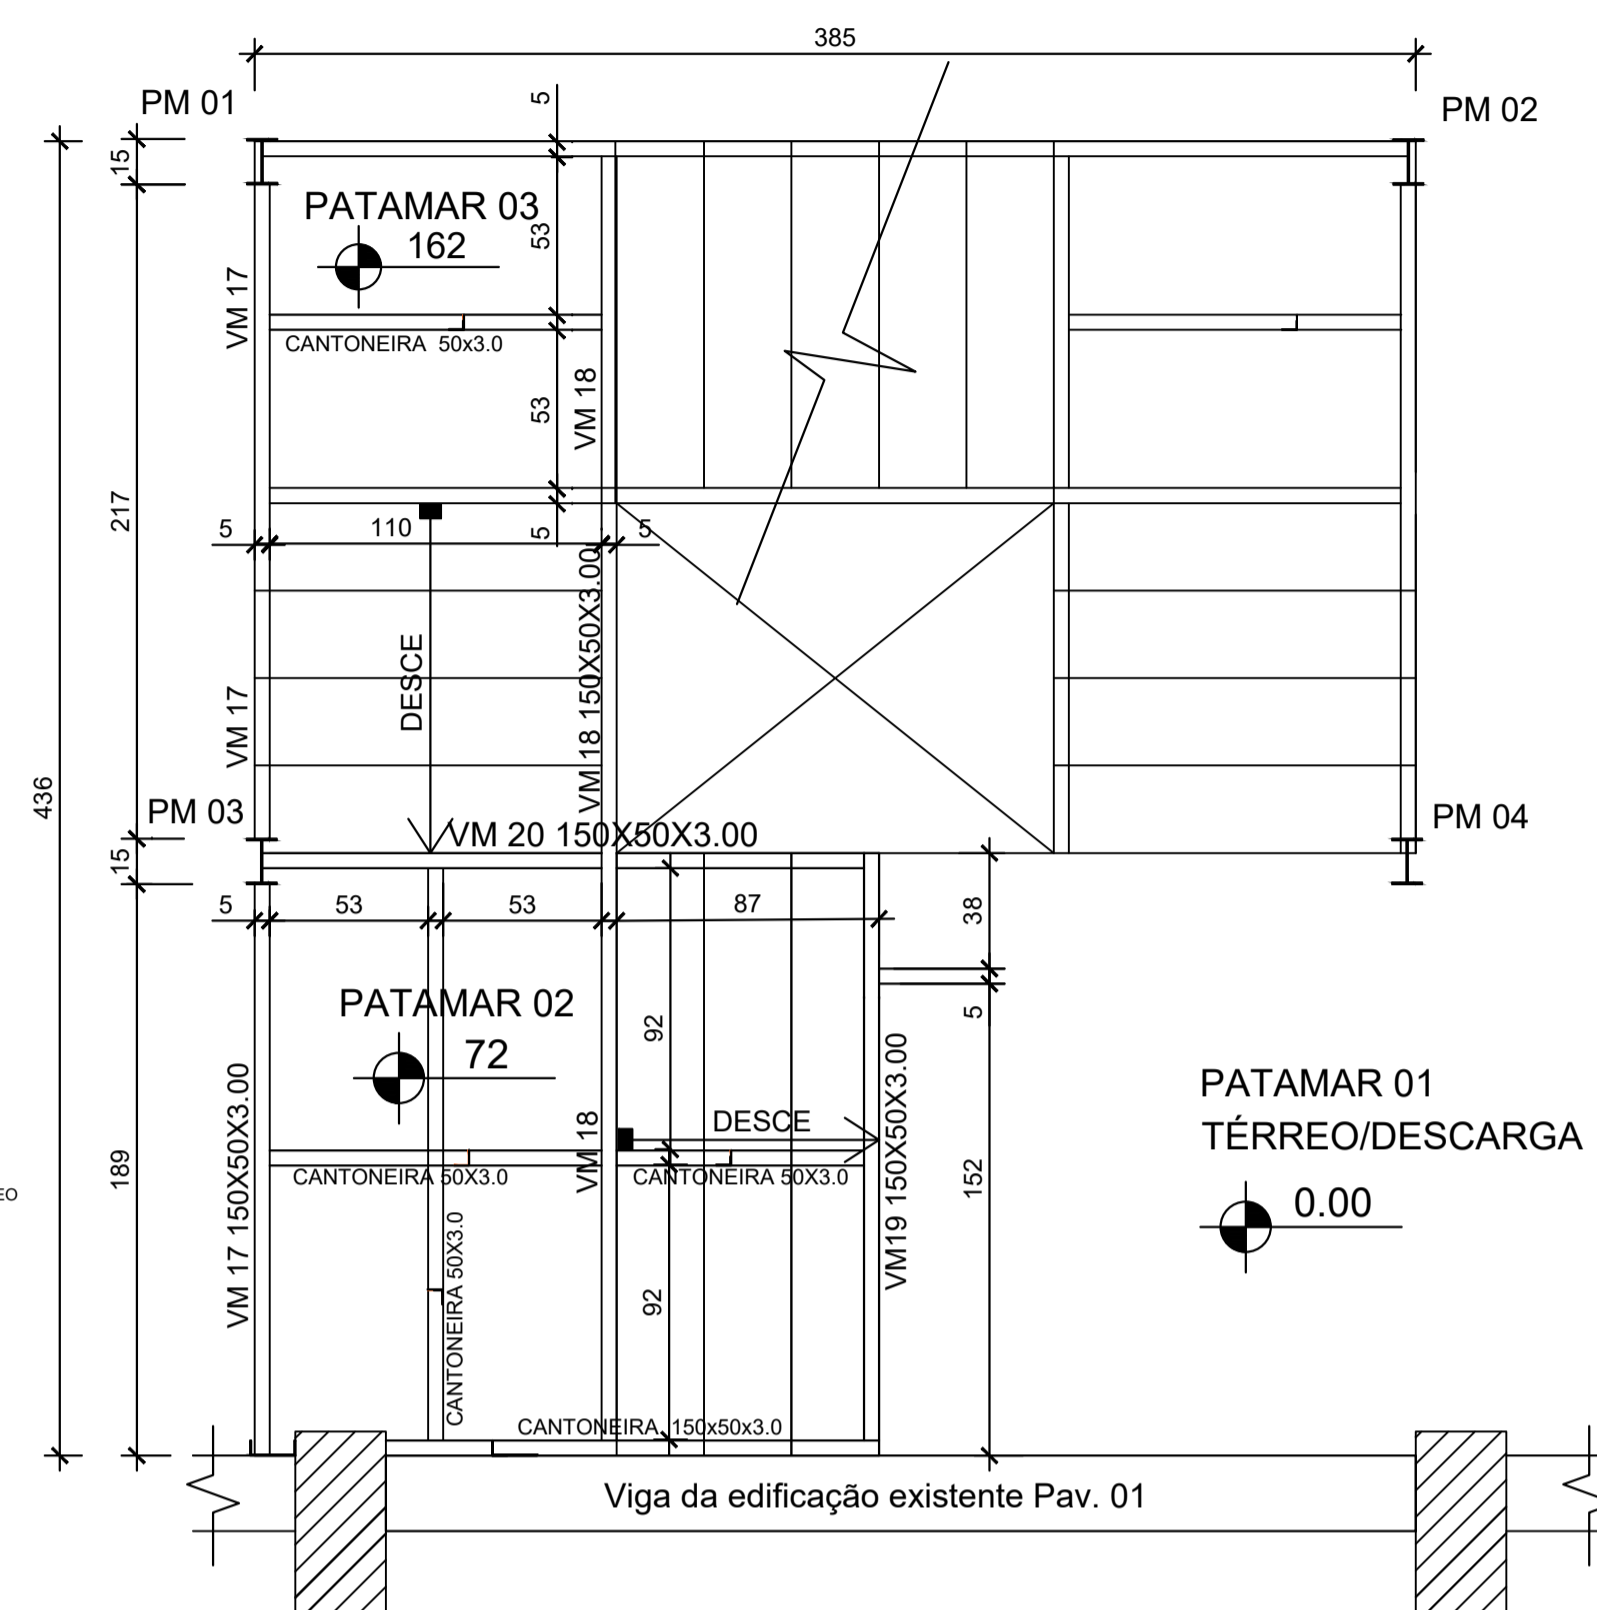 385
PM 01
PM 02
5
15
PATAMAR 03
162
53
VM 17
CANTONEIRA 50x3.0
53
VM 18
217
5
110
5
5
VM 18 150X50X3.00
DESCE
VM 17
436
PM 03
PM 04
VM 20 150X50X3.00
15
5
53
53
87
38
PATAMAR 02
72
92
5
VM19 150X50X3.00
PATAMAR 01
TÉRREO/DESCARGA
0.00
DESCE
VM 17 150X50X3.00
189
EO
CANTONEIRA 50X3.0
VM 18
CANTONEIRA 50X3.0
152
CANTONEIRA 50X3.0
92
CANTONEIRA 150x50x3.0
Viga da edificação existente Pav. 01